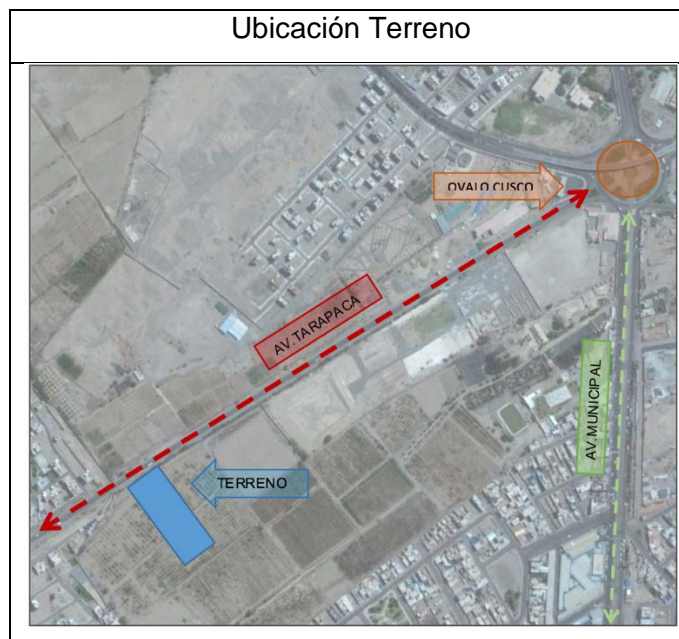 Ubicación Terreno
OVALO CUSCO
AV.TARAPACA
AV.MUNICIPAL
TERRENO